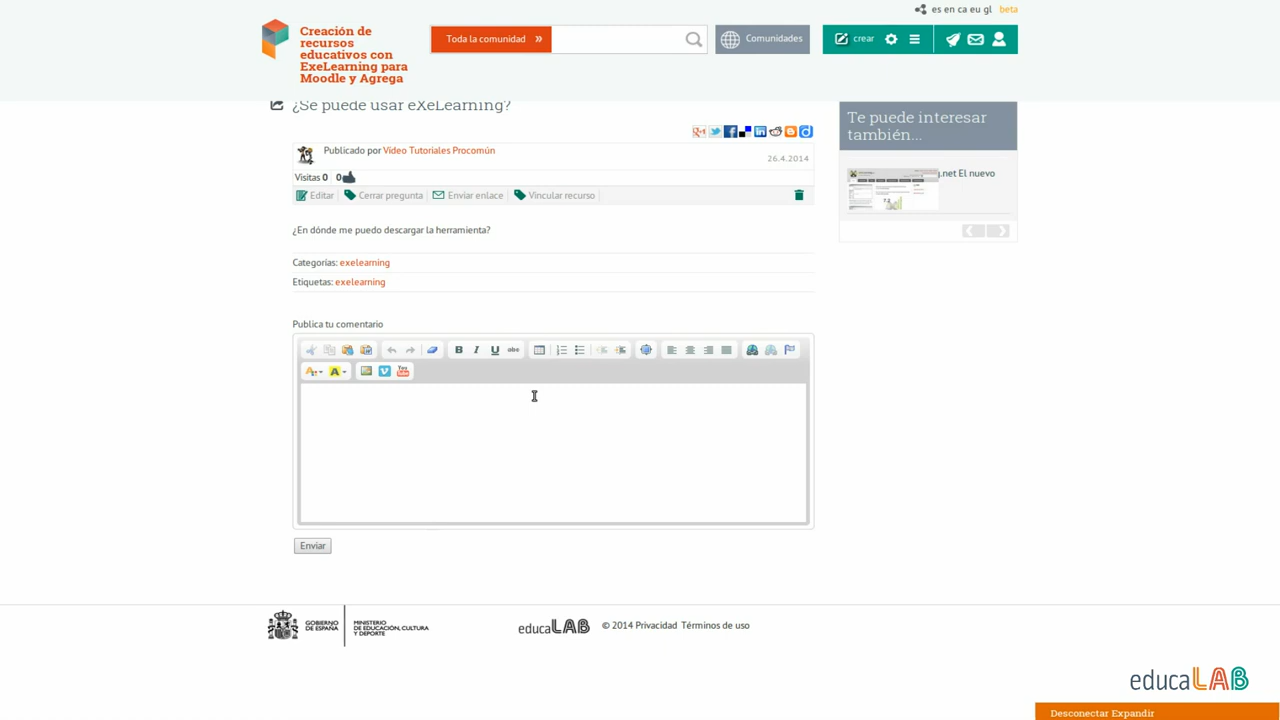 es en ca eu gl beta
Creación de
recursos
educativos con
ExeLearning para
Moodle y Agrega
Toda la comunidad »
Comunidades
crear
¿Se puede usar eXeLearning?
Publicado por Vídeo Tutoriales Procomún
26.4.2014
Visitas 0 0
Editar Cerrar pregunta Enviar enlace Vincular recurso
¿En dónde me puedo descargar la herramienta?
Categorías: exelearning
Etiquetas: exelearning
Publica tu comentario
B I U abc
A A You Tube
Enviar
Te puede interesar
también...
.net El nuevo
GOBIERNO
DE ESPAÑA
MINISTERIO
DE EDUCACIÓN, CULTURA
Y DEPORTE
educaLAB
© 2014 Privacidad Términos de uso
educaLAB
Desconectar Expandir